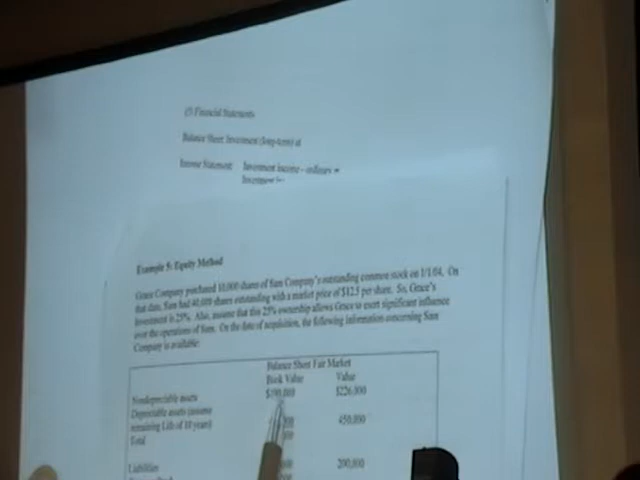 (5) Financial Statements
Balance Sheet: Investment (long-term) at
Income Statement: Investment income – ordinary =
Investment
Example 5: Equity Method
Grace Company purchased 10,000 shares of Sam Company's outstanding common stock on 1/1/04. On
that date, Sam had 40,000 shares outstanding with a market price of $12.5 per share. So, Grace's
investment is 25%. Also, assume that this 25% ownership allows Grace to exert significant influence
over the operations of Sam. On the date of acquisition, the following information concerning Sam
Company is available:
Balance Sheet Fair Market
Book Value Value
Nondepreciable assets $226,000
Depreciable assets (assume
remaining Life of 10 years) 450,000
Total
Liabilities 200,000